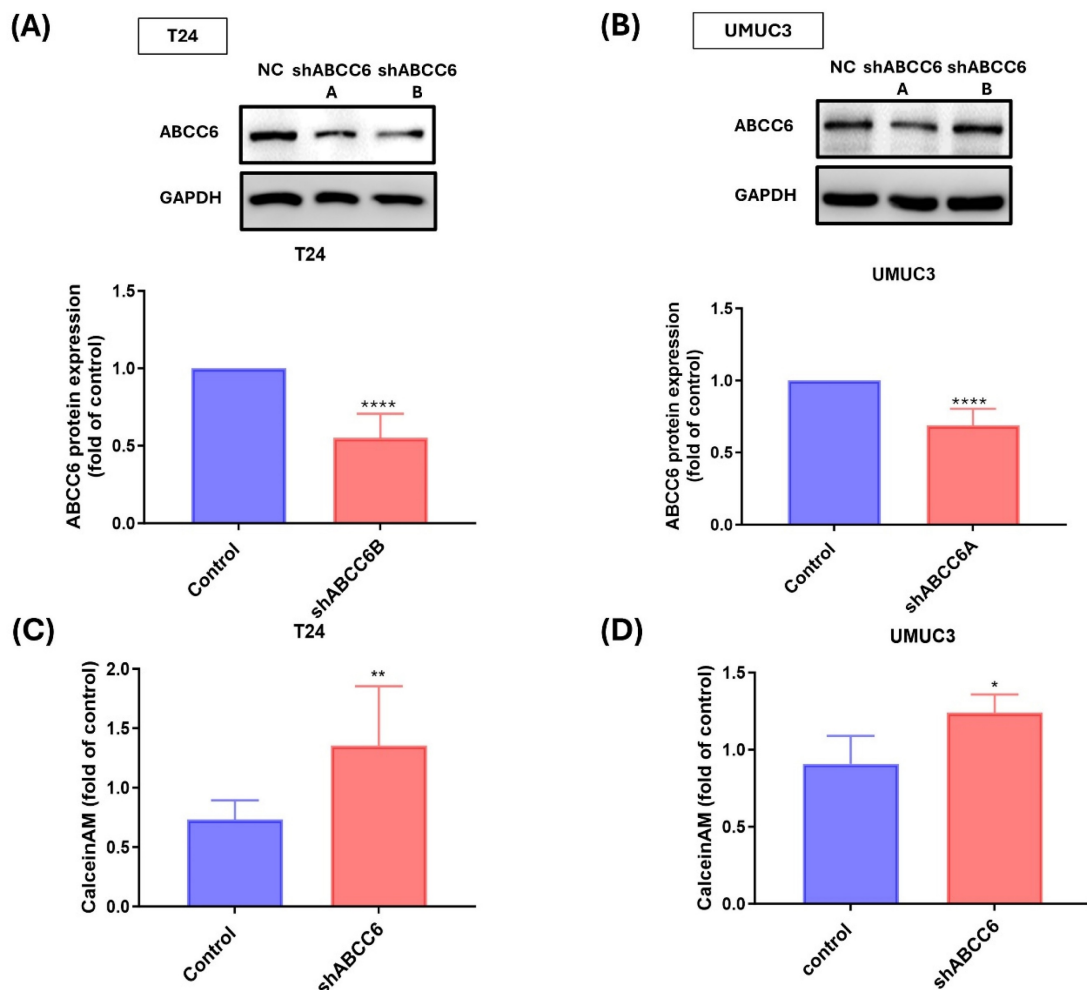 (A)
T24
NC shABCC6 shABCC6
A B
ABCC6
GAPDH
T24
ABCC6 protein expression
(fold of control)
1.5
1.0
0.5
0.0
****
Control
shABCC6B
(B)
UMUC3
NC shABCC6 shABCC6
A B
ABCC6
GAPDH
UMUC3
ABCC6 protein expression
(fold of control)
1.5
1.0
0.5
0.0
****
Control
shABCC6A
(C)
T24
CalceinAM (fold of control)
2.0
1.5
1.0
0.5
0.0
**
Control
shABCC6
(D)
UMUC3
CalceinAM (fold of control)
1.5
1.0
0.5
0.0
*
control
shABCC6